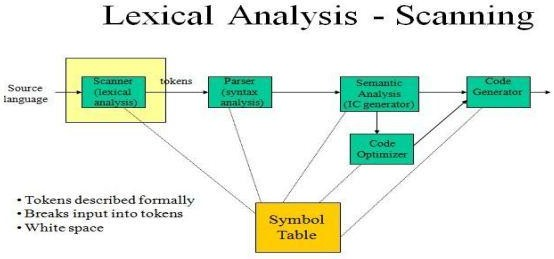 Lexical Analysis - Scanning
Source
language
Scanner
(lexical
analysis)
tokens
Parser
(syntax
analysis)
Semantic
Analysis
(IC generator)
Code
Generator
Code
Optimizer
• Tokens described formally
• Breaks input into tokens
• White space
Symbol
Table